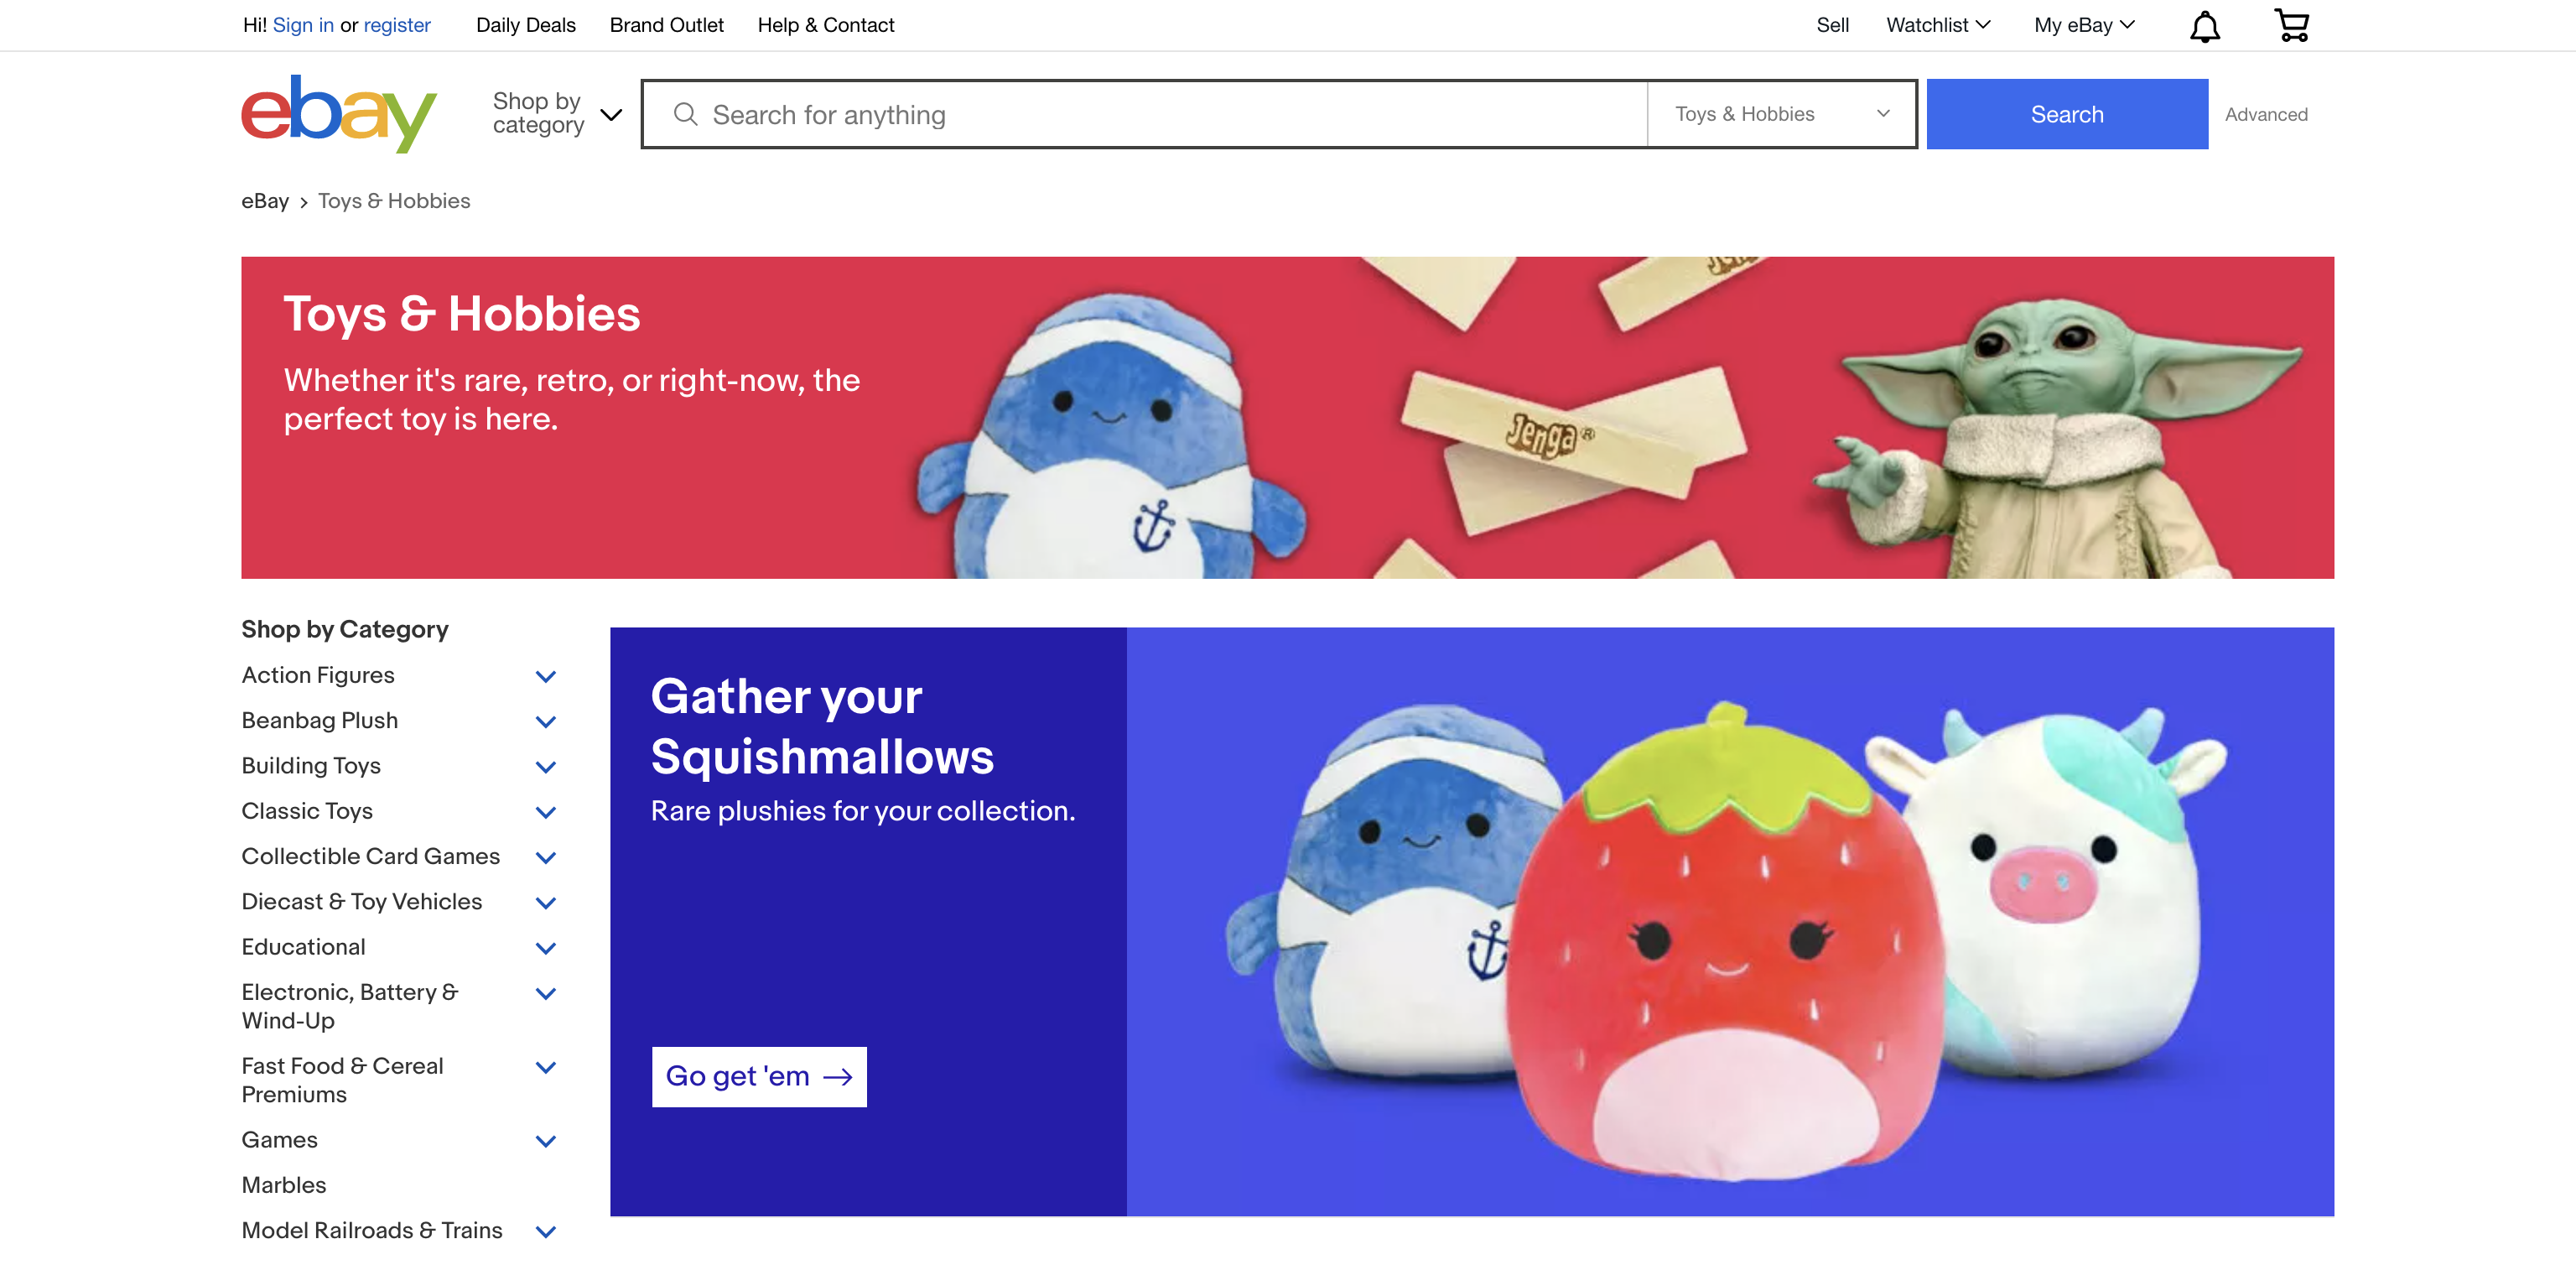 Hi! Sign in or register Daily Deals Brand Outlet Help & Contact Sell Watchlist My eBay
ebay
Shop by
category
Search for anything
Toys & Hobbies
Search
Advanced
eBay > Toys & Hobbies
Toys & Hobbies
Whether it's rare, retro, or right-now, the
perfect toy is here.
Jenga®
Shop by Category
Action Figures
Beanbag Plush
Building Toys
Classic Toys
Collectible Card Games
Diecast & Toy Vehicles
Educational
Electronic, Battery &
Wind-Up
Fast Food & Cereal
Premiums
Games
Marbles
Model Railroads & Trains
Gather your
Squishmallows
Rare plushies for your collection.
Go get 'em →